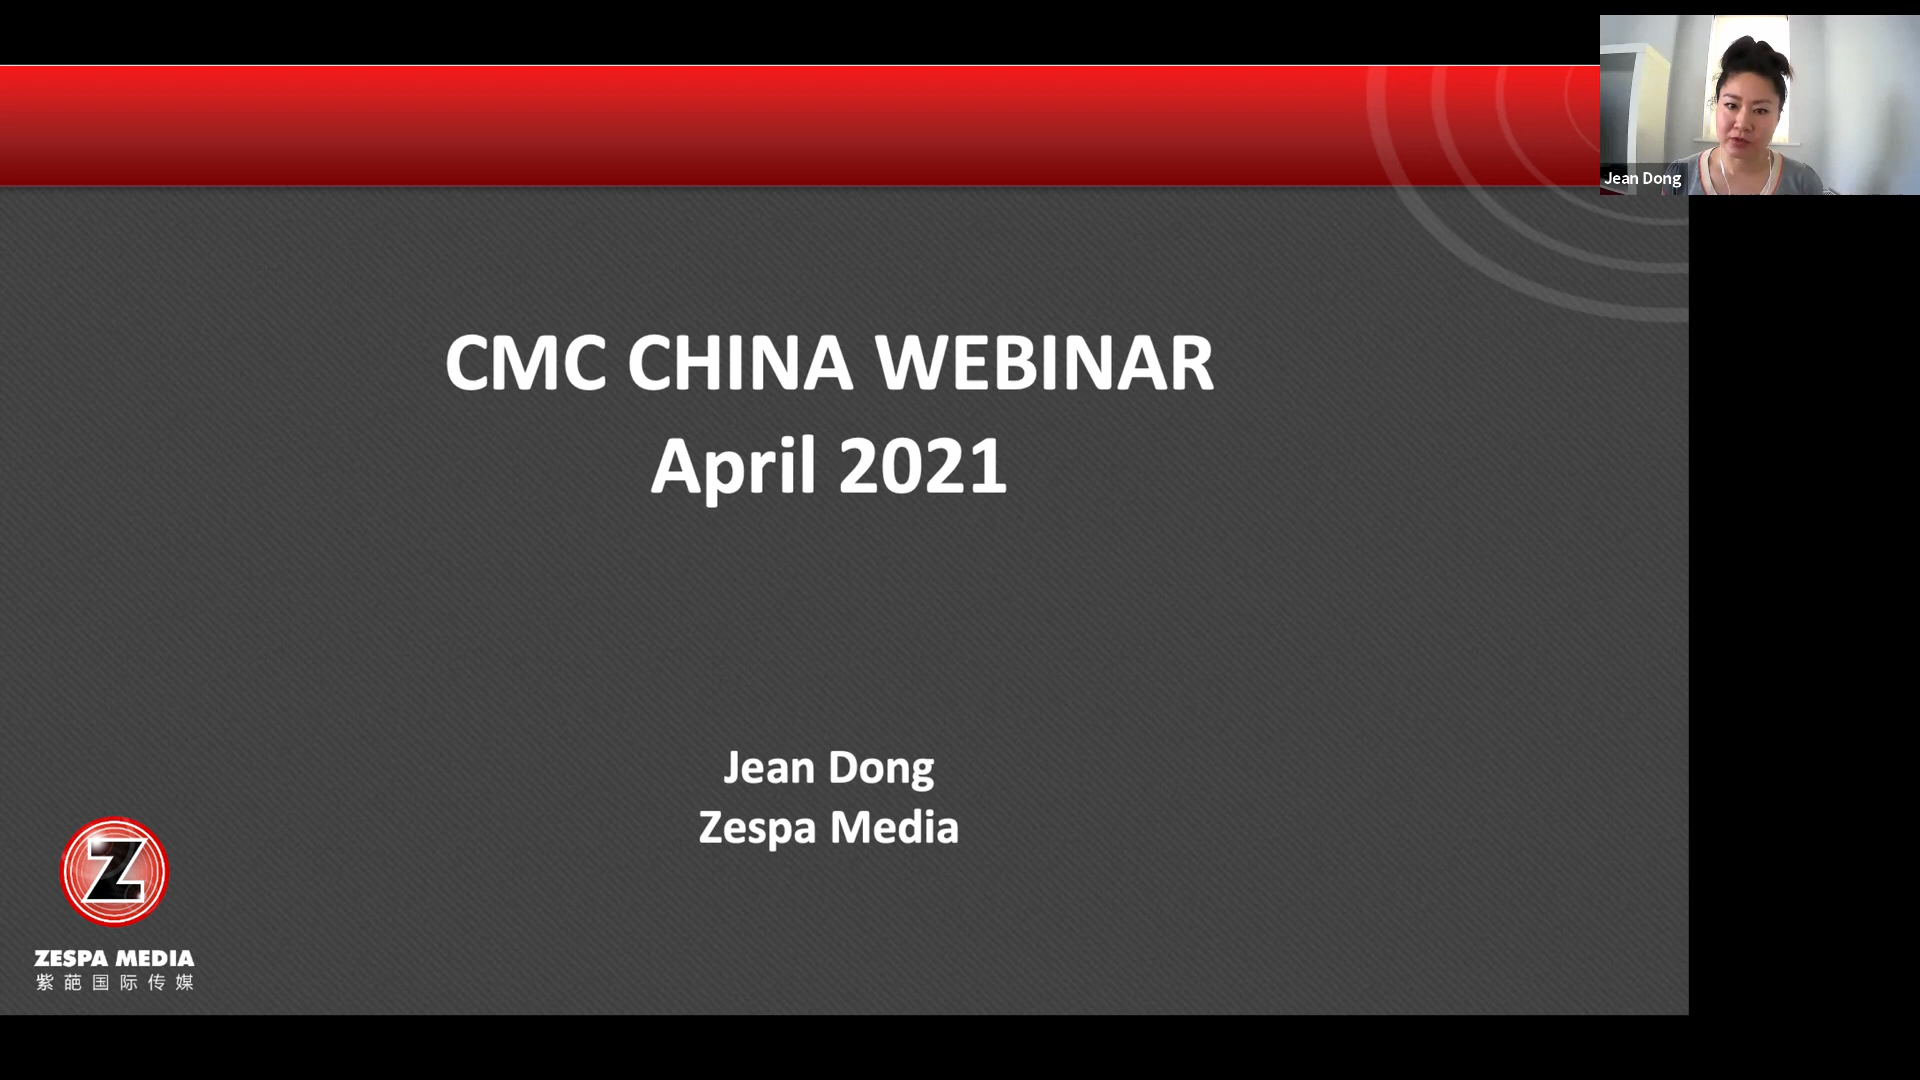 Jean Dong
CMC CHINA WEBINAR
April 2021
Jean Dong
Zespa Media
Z
ZESPA MEDIA
紫葩国际传媒